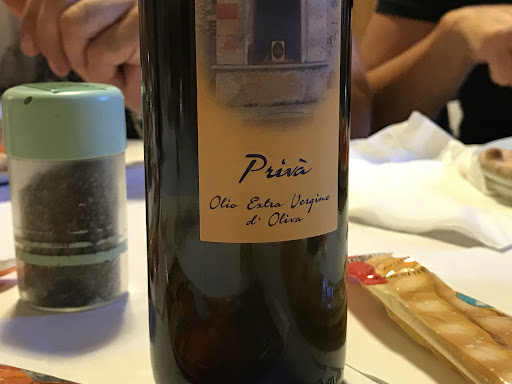 Privà
Olio Extra Vergine
d' Oliva